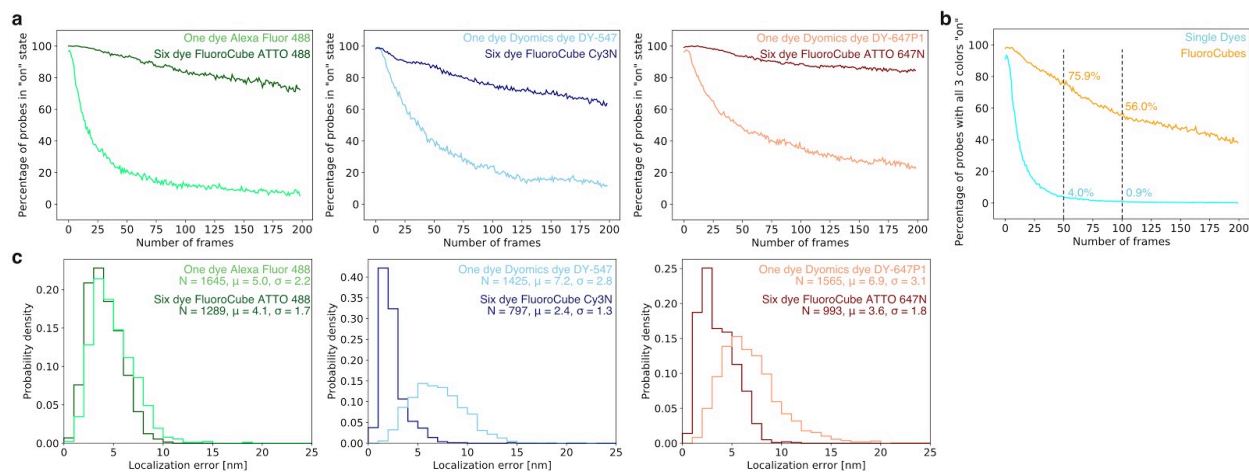 a
Percentage of probes in "on" state
100
80
60
40
20
0
One dye Alexa Fluor 488
Six dye FluoroCube ATTO 488
0 25 50 75 100 125 150 175 200
Number of frames
Percentage of probes in "on" state
100
80
60
40
20
0
One dye Dyomics dye DY-547
Six dye FluoroCube Cy3N
0 25 50 75 100 125 150 175 200
Number of frames
Percentage of probes in "on" state
100
80
60
40
20
0
One dye Dyomics dye DY-647P1
Six dye FluoroCube ATTO 647N
0 25 50 75 100 125 150 175 200
Number of frames
b
Percentage of probes with all 3 colors "on"
100
80
60
40
20
0
Single Dyes
FluoroCubes
75.9%
56.0%
4.0%
0.9%
0 25 50 75 100 125 150 175 200
Number of frames
c
Probability density
0.20
0.15
0.10
0.05
0.00
One dye Alexa Fluor 488
N = 1645, μ = 5.0, σ = 2.2
Six dye FluoroCube ATTO 488
N = 1289, μ = 4.1, σ = 1.7
0 5 10 15 20 25
Localization error [nm]
Probability density
0.40
0.35
0.30
0.25
0.20
0.15
0.10
0.05
0.00
One dye Dyomics dye DY-547
N = 1425, μ = 7.2, σ = 2.8
Six dye FluoroCube Cy3N
N = 797, μ = 2.4, σ = 1.3
0 5 10 15 20 25
Localization error [nm]
Probability density
0.25
0.20
0.15
0.10
0.05
0.00
One dye Dyomics dye DY-647P1
N = 1565, μ = 6.9, σ = 3.1
Six dye FluoroCube ATTO 647N
N = 993, μ = 3.6, σ = 1.8
0 5 10 15 20 25
Localization error [nm]